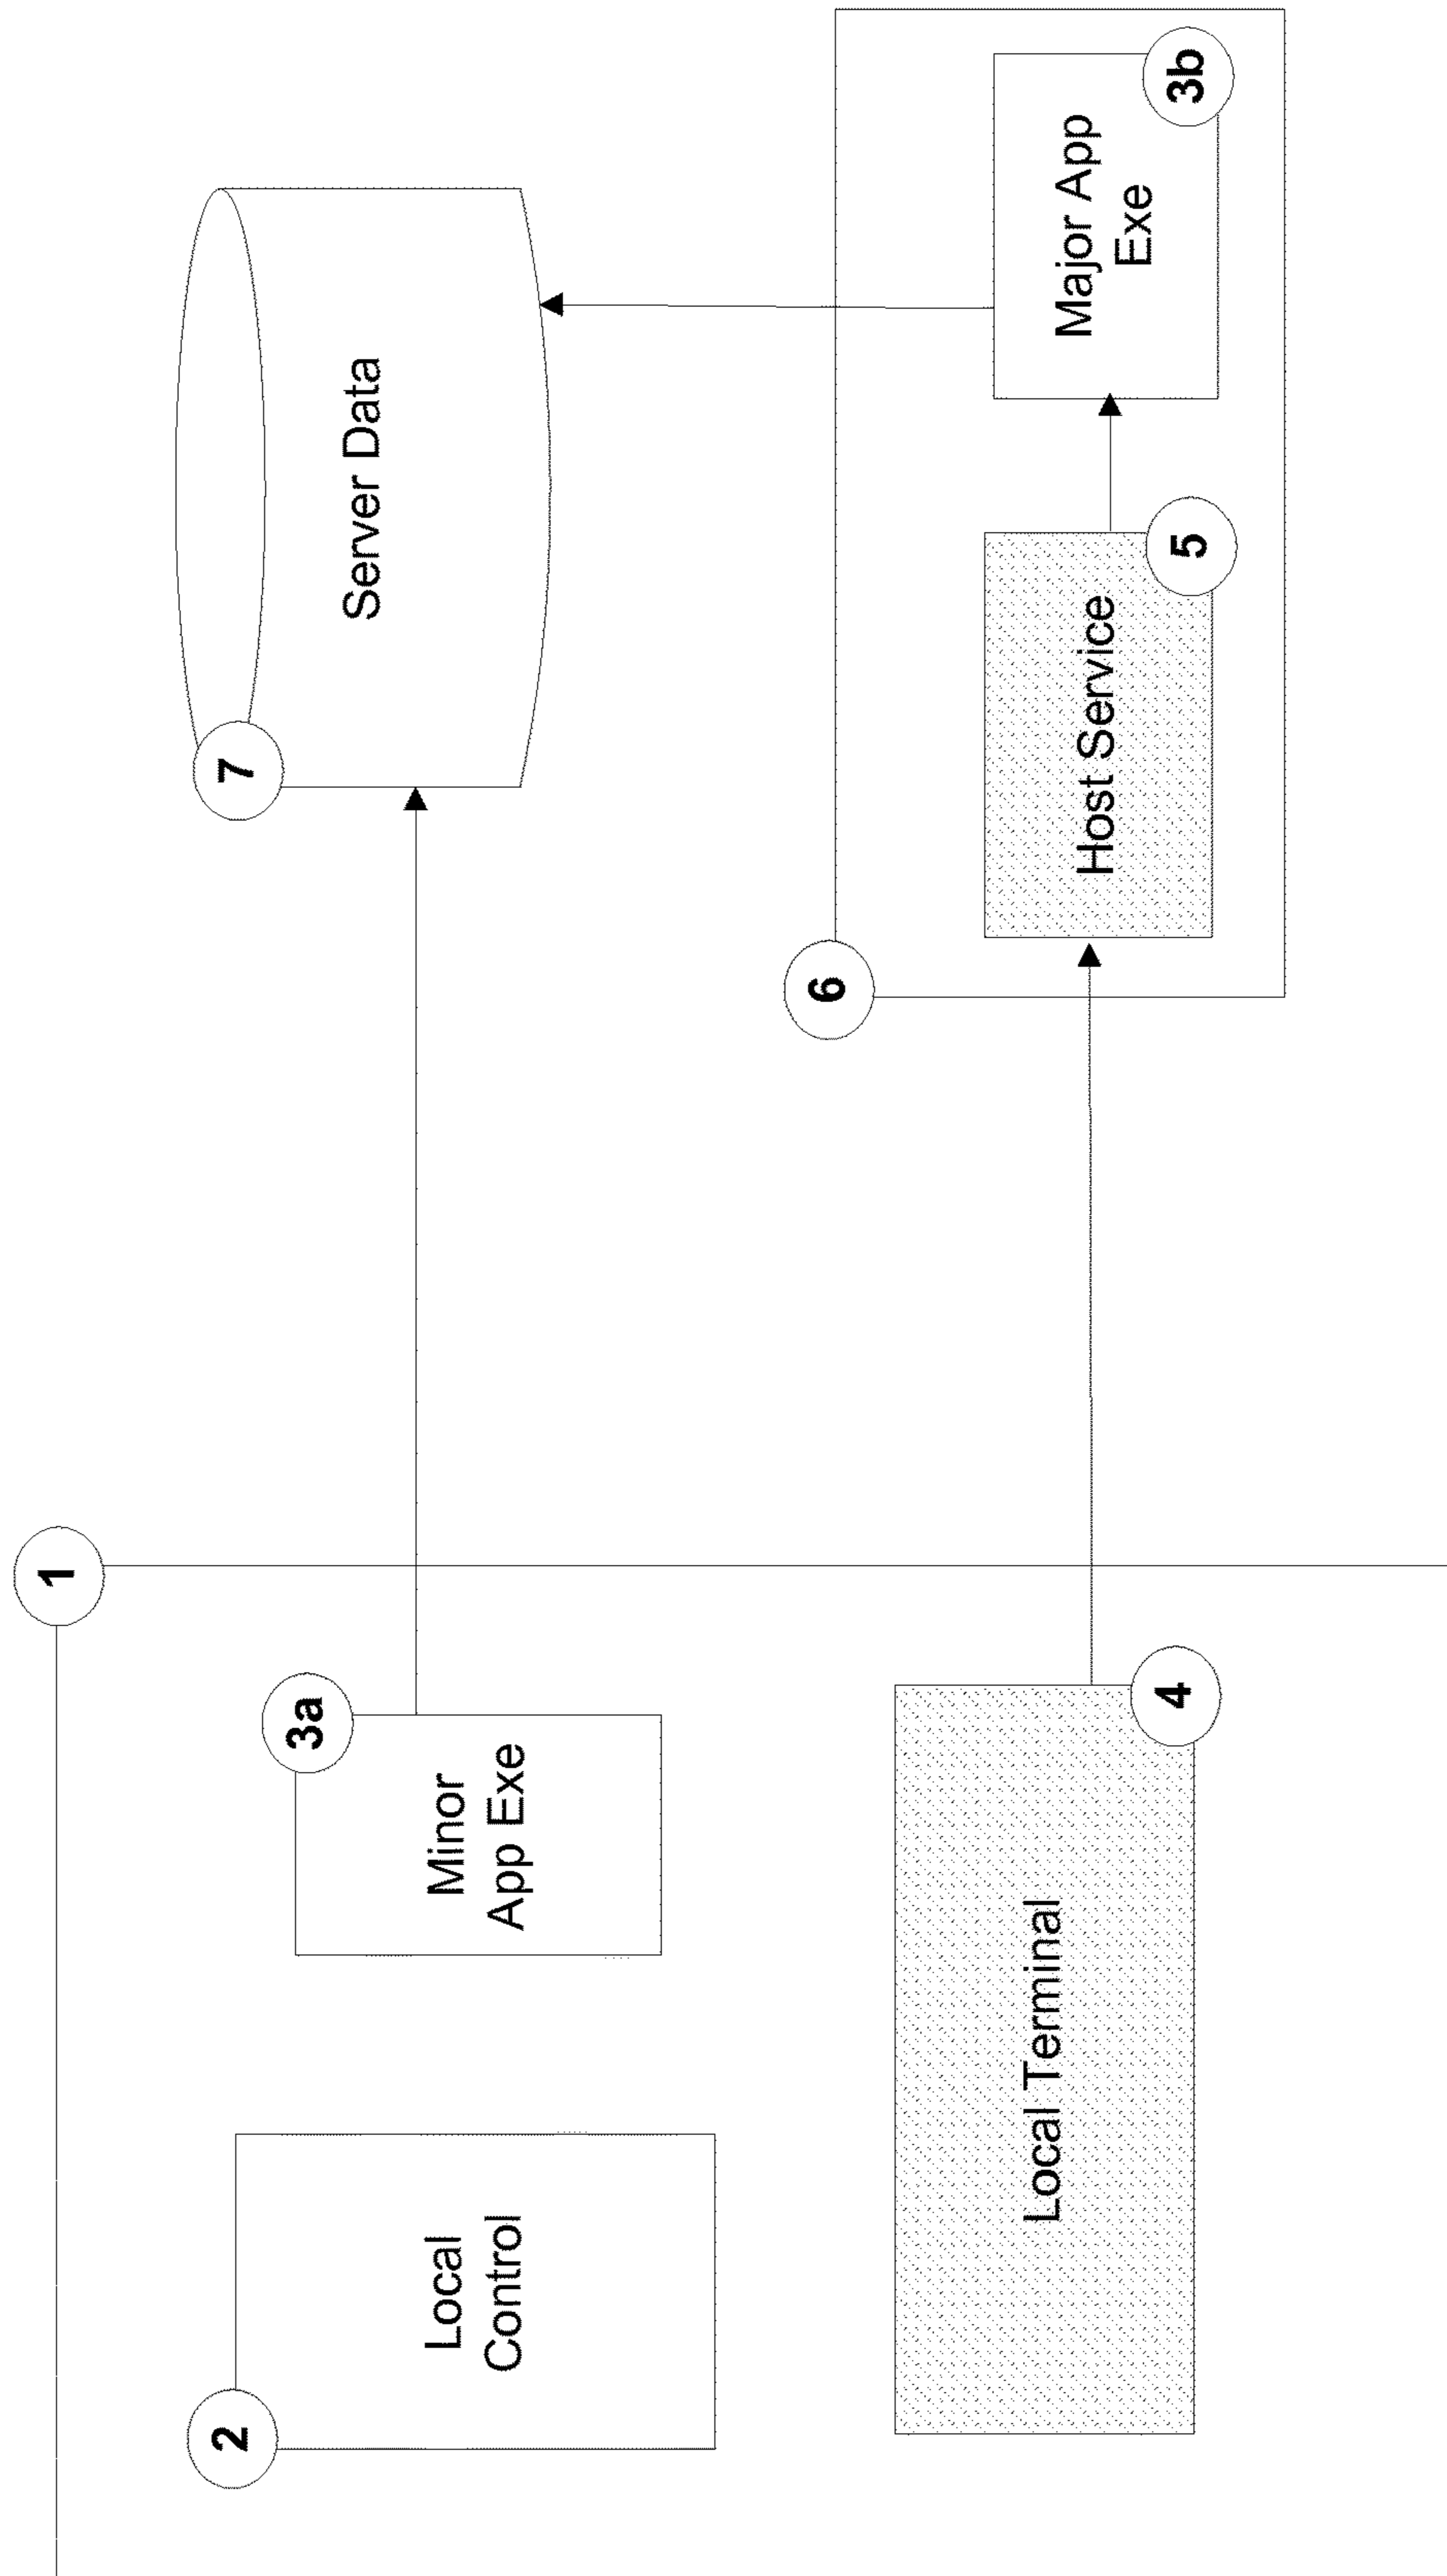 1
2
Local
Control
3a
Minor
App Exe
7
Server Data
4
Local Terminal
6
5
Host Service
3b
Major App
Exe